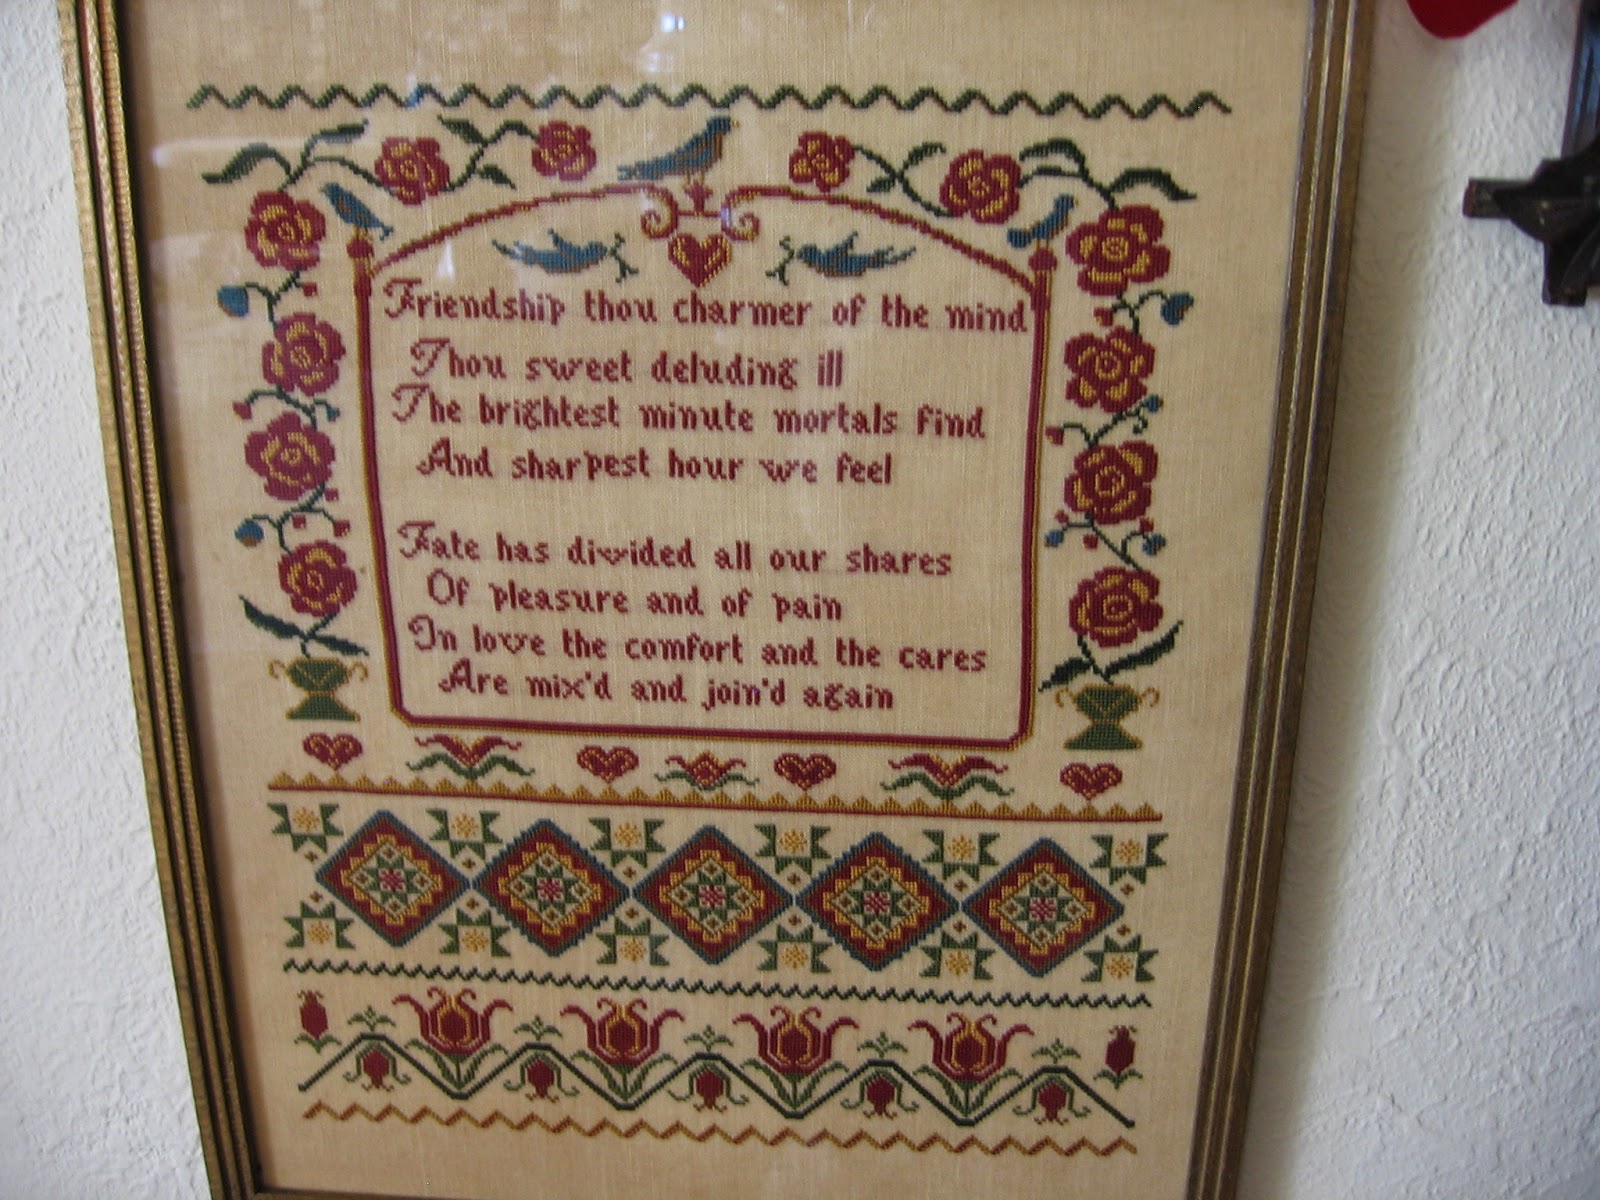 Friendship thou charmer of the mind
Thou sweet deluding ill
The brightest minute mortals find
And sharpest hour we feel
Fate has divided all our shares
Of pleasure and of pain
In love the comfort and the cares
Are mix'd and join'd again